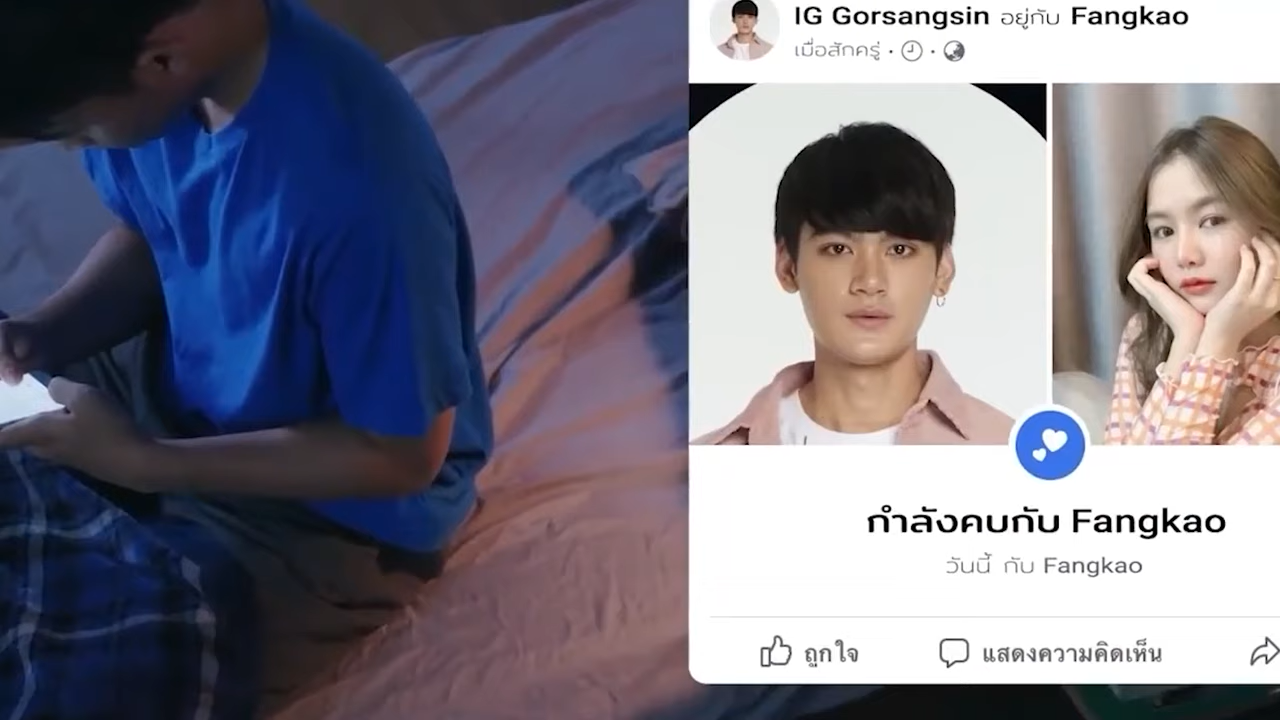 IG Gorsangsin อยู่กับ Fangkao
เมื่อสักครู่ · ·
กำลังคบกับ Fangkao
วันนี้ กับ Fangkao
ถูกใจ
แสดงความคิดเห็น